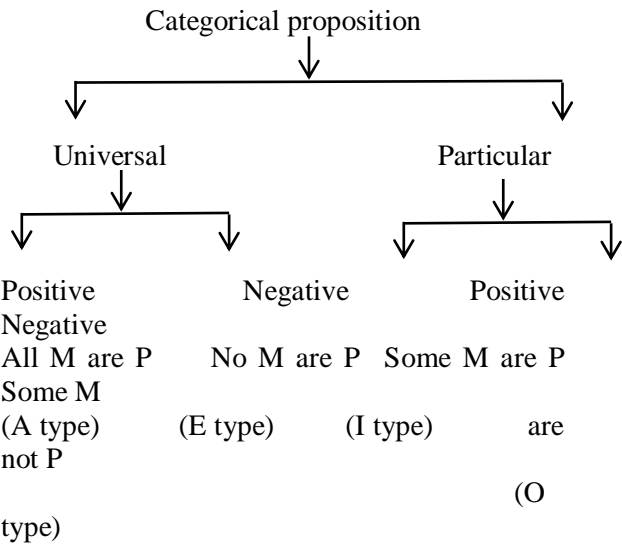 Categorical proposition
Universal Particular
Positive Negative Positive
Negative
All M are P No M are P Some M are P
Some M
(A type) (E type) (I type) are
not P
(O
type)